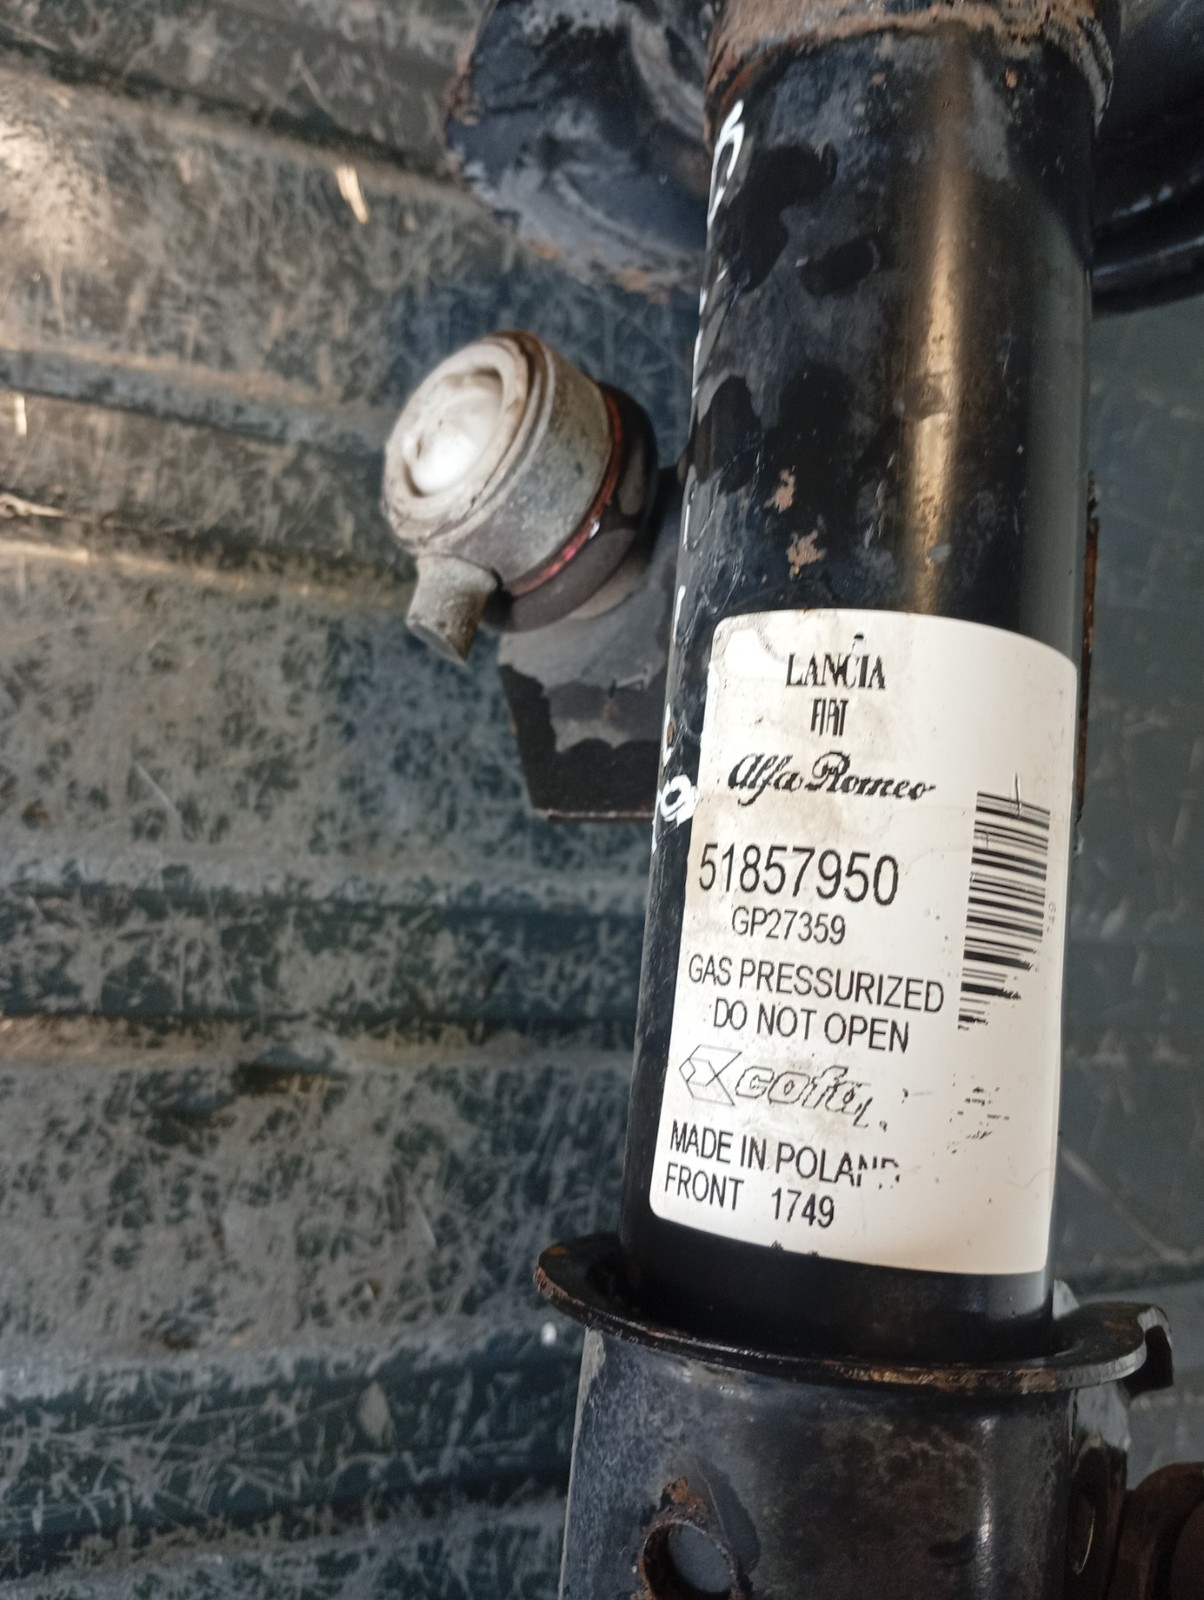 LANCIA
FIAT
Alfa Romeo
51857950
GP27359
GAS PRESSURIZED
DO NOT OPEN
MADE IN POLAND
FRONT 1749